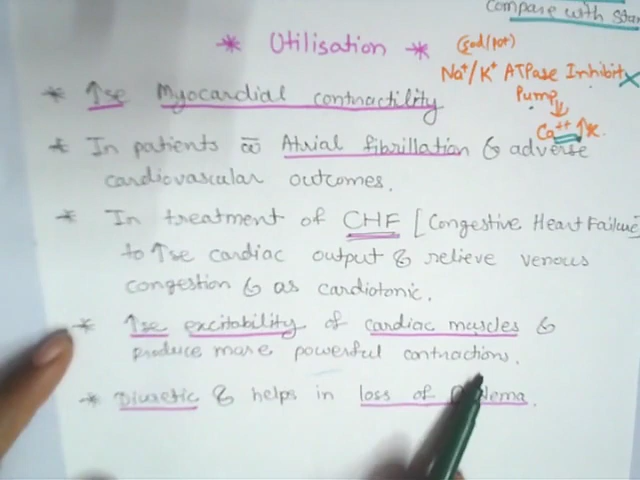 Compare with Stan
* Utilisation *
(sod/pot)
Na⁺/K⁺ ATPase Inhibit
Pump
Ca⁺⁺ ↑se.
* ↑se Myocardial contractility
* In patients c̄ Atrial fibrillation & adverse
cardiovascular outcomes.
* In treatment of CHF [Congestive Heart Failure]
to ↑se cardiac output & relieve venous
congestion & as cardiotonic.
* ↑se excitability of cardiac muscles &
produce more powerful contractions.
* Diuretic & helps in loss of